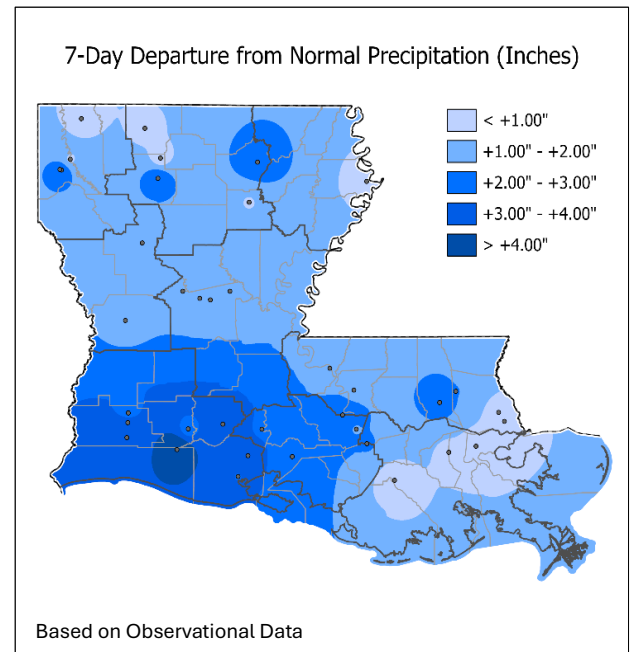 7-Day Departure from Normal Precipitation (Inches)
< +1.00"
+1.00" - +2.00"
+2.00" - +3.00"
+3.00" - +4.00"
> +4.00"
Based on Observational Data